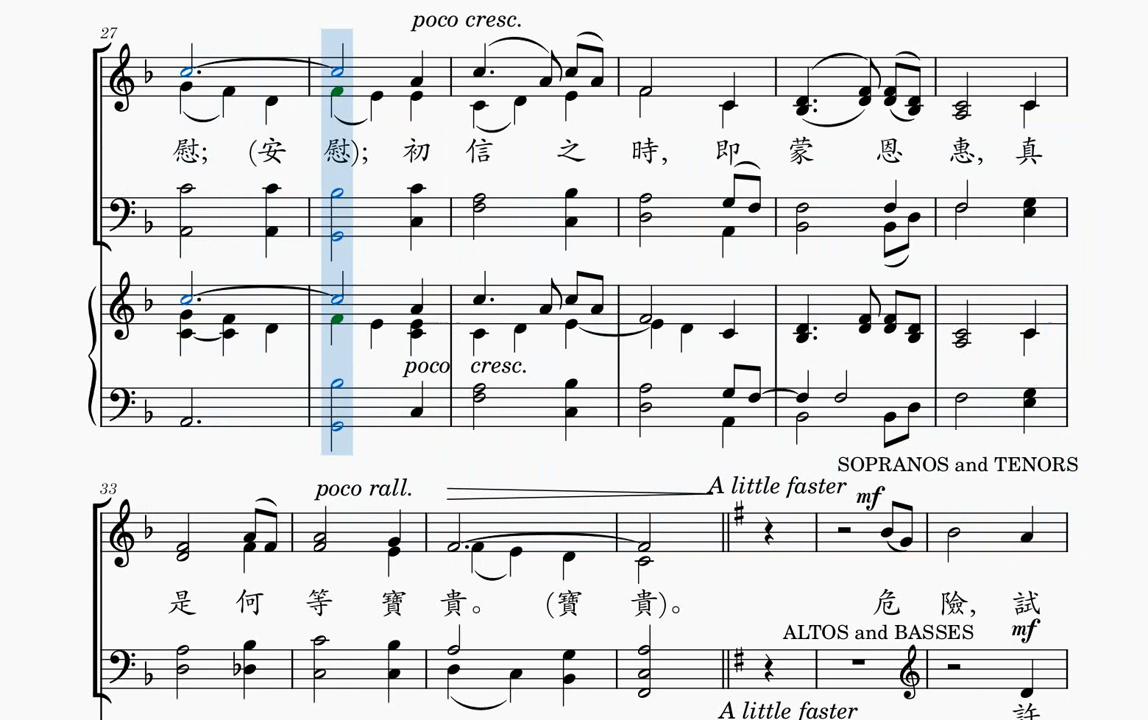 poco cresc.
27
慰; (安 慰); 初 信 之 時, 即 蒙 恩 惠, 真
poco cresc.
SOPRANOS and TENORS
33
poco rall.
A little faster
mf
是 何 等 寶 貴。 (寶 貴)。 危 險, 試
ALTOS and BASSES
mf
A little faster
許